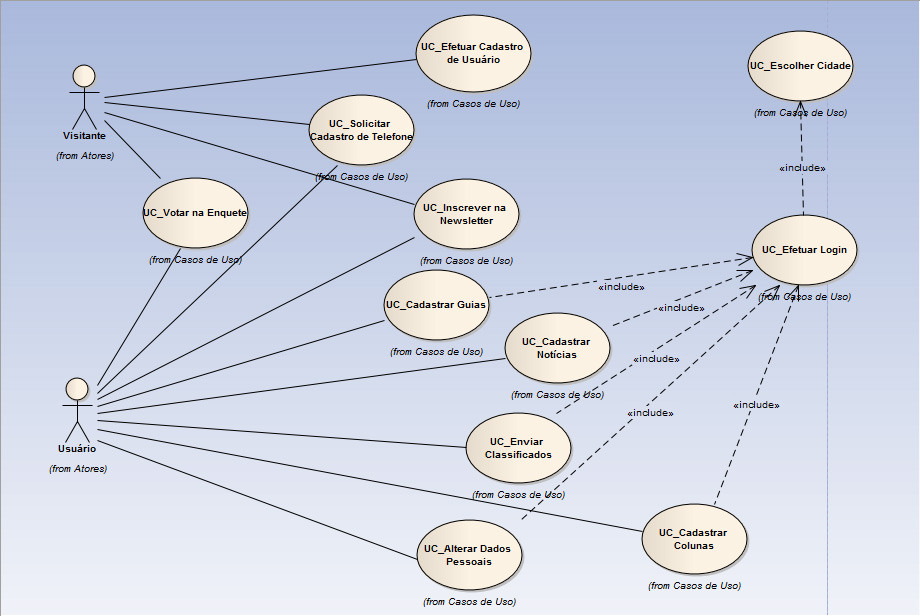 UC_Efetuar Cadastro
de Usuário
(from Casos de Uso)
UC_Escolher Cidade
(from Casos de Uso)
Visitante
(from Atores)
UC_Solicitar
Cadastro de Telefone
(from Casos de Uso)
«include»
UC_Votar na Enquete
(from Casos de Uso)
UC_Inscrever na
Newsletter
(from Casos de Uso)
UC_Efetuar Login
(from Casos de Uso)
UC_Cadastrar Guias
(from Casos de Uso)
«include»
«include»
UC_Cadastrar
Notícias
(from Casos de Uso)
«include»
«include»
«include»
Usuário
(from Atores)
UC_Enviar
Classificados
(from Casos de Uso)
UC_Cadastrar
Colunas
(from Casos de Uso)
UC_Alterar Dados
Pessoais
(from Casos de Uso)